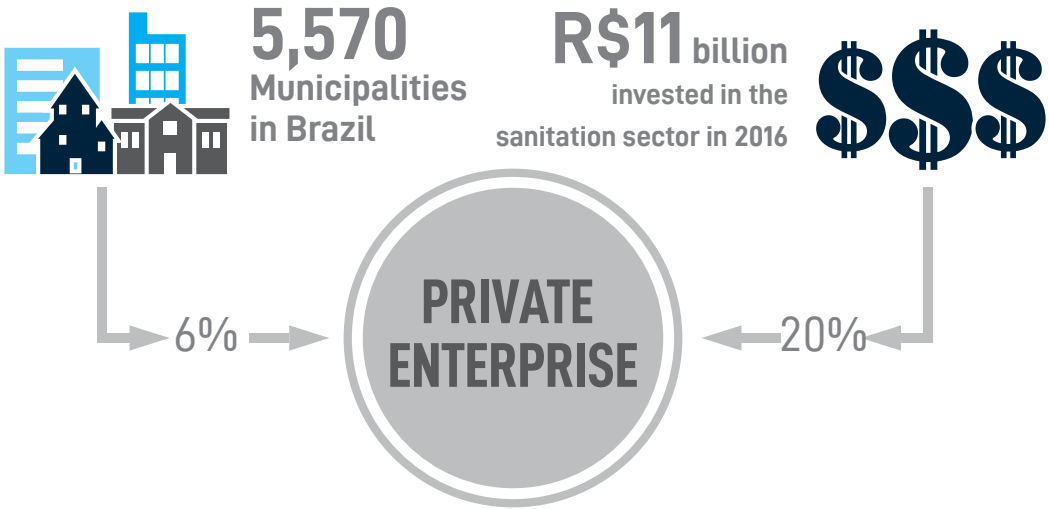 5,570
Municipalities
in Brazil
R$11 billion
invested in the
sanitation sector in 2016
PRIVATE
ENTERPRISE
6%
20%